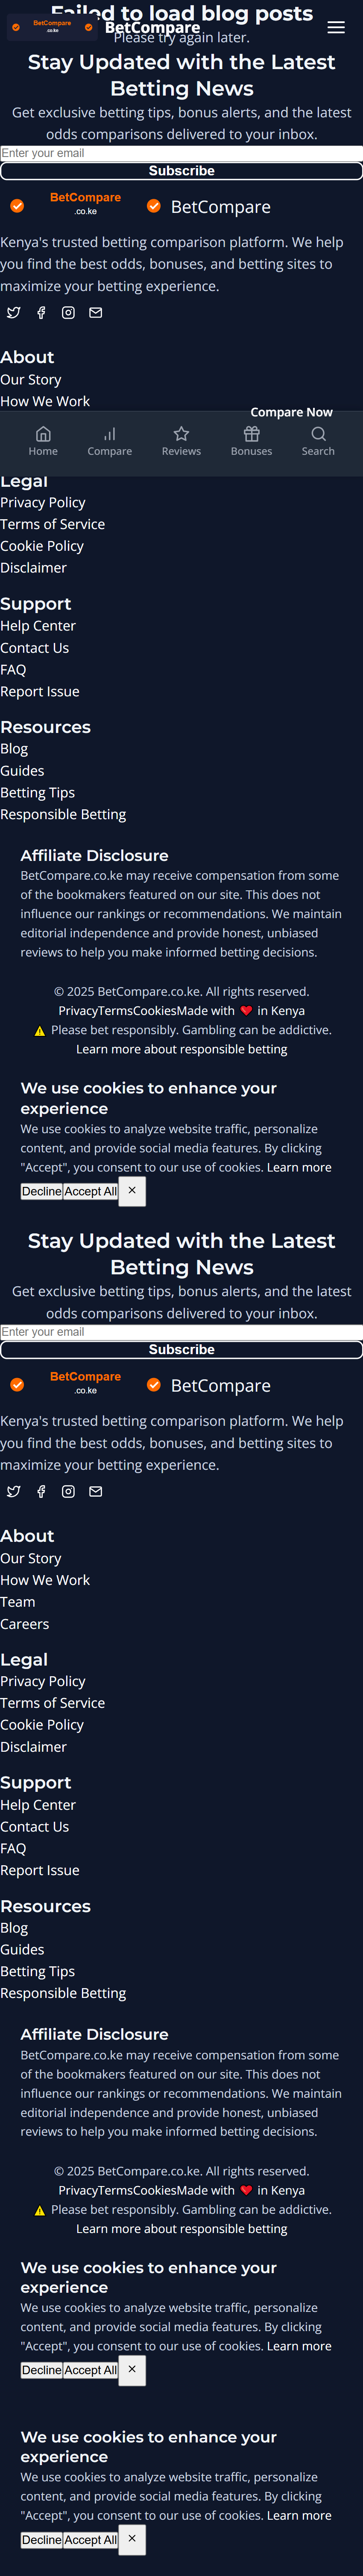 Failed to load blog posts
BetCompare
.co.ke
BetCompare
Please try again later.
Stay Updated with the Latest
Betting News
Get exclusive betting tips, bonus alerts, and the latest
odds comparisons delivered to your inbox.
Enter your email
Subscribe
BetCompare
.co.ke
BetCompare
Kenya's trusted betting comparison platform. We help
you find the best odds, bonuses, and betting sites to
maximize your betting experience.
About
Our Story
How We Work
Compare Now
Home Compare Reviews Bonuses Search
Legal
Privacy Policy
Terms of Service
Cookie Policy
Disclaimer
Support
Help Center
Contact Us
FAQ
Report Issue
Resources
Blog
Guides
Betting Tips
Responsible Betting
Affiliate Disclosure
BetCompare.co.ke may receive compensation from some
of the bookmakers featured on our site. This does not
influence our rankings or recommendations. We maintain
editorial independence and provide honest, unbiased
reviews to help you make informed betting decisions.
© 2025 BetCompare.co.ke. All rights reserved.
PrivacyTermsCookiesMade with ❤️ in Kenya
⚠️ Please bet responsibly. Gambling can be addictive.
Learn more about responsible betting
We use cookies to enhance your
experience
We use cookies to analyze website traffic, personalize
content, and provide social media features. By clicking
"Accept", you consent to our use of cookies. Learn more
Decline Accept All ×
Stay Updated with the Latest
Betting News
Get exclusive betting tips, bonus alerts, and the latest
odds comparisons delivered to your inbox.
Enter your email
Subscribe
BetCompare
.co.ke
BetCompare
Kenya's trusted betting comparison platform. We help
you find the best odds, bonuses, and betting sites to
maximize your betting experience.
About
Our Story
How We Work
Team
Careers
Legal
Privacy Policy
Terms of Service
Cookie Policy
Disclaimer
Support
Help Center
Contact Us
FAQ
Report Issue
Resources
Blog
Guides
Betting Tips
Responsible Betting
Affiliate Disclosure
BetCompare.co.ke may receive compensation from some
of the bookmakers featured on our site. This does not
influence our rankings or recommendations. We maintain
editorial independence and provide honest, unbiased
reviews to help you make informed betting decisions.
© 2025 BetCompare.co.ke. All rights reserved.
PrivacyTermsCookiesMade with ❤️ in Kenya
⚠️ Please bet responsibly. Gambling can be addictive.
Learn more about responsible betting
We use cookies to enhance your
experience
We use cookies to analyze website traffic, personalize
content, and provide social media features. By clicking
"Accept", you consent to our use of cookies. Learn more
Decline Accept All ×
We use cookies to enhance your
experience
We use cookies to analyze website traffic, personalize
content, and provide social media features. By clicking
"Accept", you consent to our use of cookies. Learn more
Decline Accept All ×